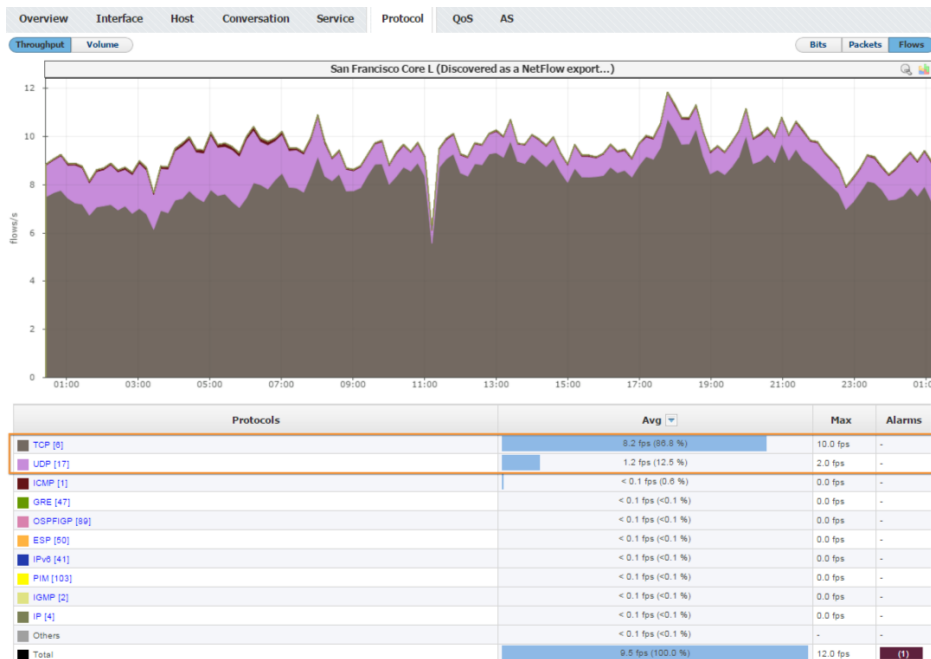 Overview Interface Host Conversation Service Protocol QoS AS
Throughput Volume Bits Packets Flows
San Francisco Core L (Discovered as a NetFlow export...)
12
10
8
6
4
2
0
flows/s
01:00 03:00 05:00 07:00 09:00 11:00 13:00 15:00 17:00 19:00 21:00 23:00 01:0
Protocols Avg Max Alarms
TCP [6] 8.2 fps (86.8 %) 10.0 fps -
UDP [17] 1.2 fps (12.5 %) 2.0 fps -
ICMP [1] < 0.1 fps (0.6 %) 0.0 fps -
GRE [47] < 0.1 fps (<0.1 %) 0.0 fps -
OSPFIGP [89] < 0.1 fps (<0.1 %) 0.0 fps -
ESP [50] < 0.1 fps (<0.1 %) 0.0 fps -
IPv6 [41] < 0.1 fps (<0.1 %) 0.0 fps -
PIM [103] < 0.1 fps (<0.1 %) 0.0 fps -
IGMP [2] < 0.1 fps (<0.1 %) 0.0 fps -
IP [4] < 0.1 fps (<0.1 %) 0.0 fps -
Others < 0.1 fps (<0.1 %) - -
Total 9.5 fps (100.0 %) 12.0 fps (1)